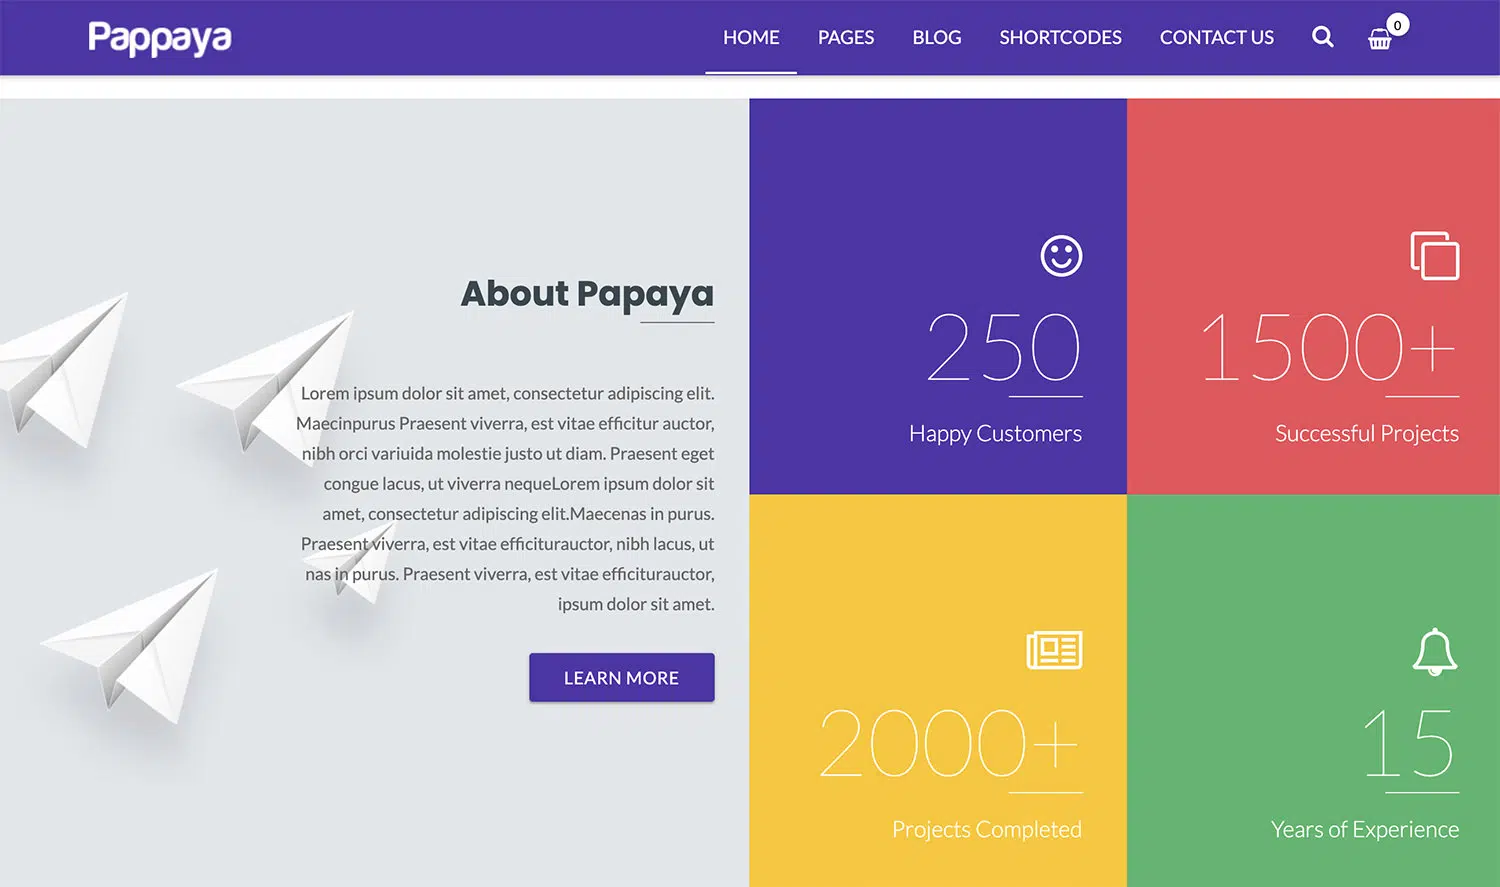 Pappaya
HOME
PAGES
BLOG
SHORTCODES
CONTACT US
0
About Papaya
Lorem ipsum dolor sit amet, consectetur adipiscing elit.
Maecinpurus Praesent viverra, est vitae efficitur auctor,
nibh orci variuida molestie justo ut diam. Praesent eget
congue lacus, ut viverra nequeLorem ipsum dolor sit
amet, consectetur adipiscing elit.Maecenas in purus.
Praesent viverra, est vitae efficiturauctor, nibh lacus, ut
nas in purus. Praesent viverra, est vitae efficiturauctor,
ipsum dolor sit amet.
LEARN MORE
250
Happy Customers
1500+
Successful Projects
2000+
Projects Completed
15
Years of Experience